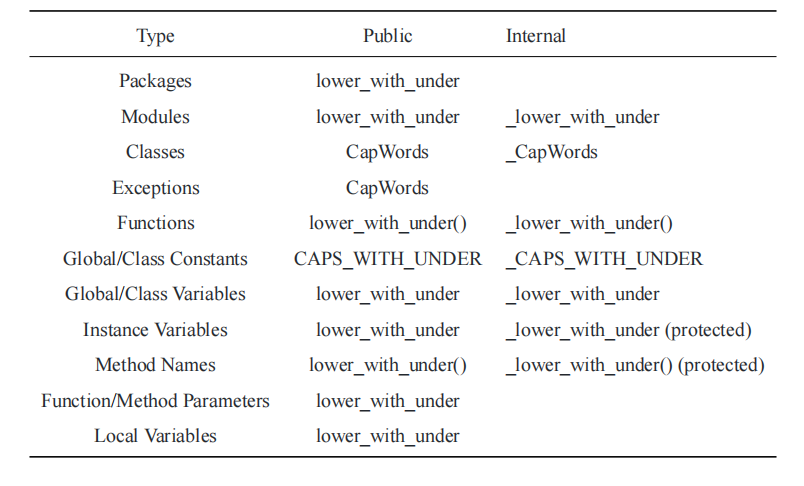 Type Public Internal
Packages lower_with_under
Modules lower_with_under _lower_with_under
Classes CapWords _CapWords
Exceptions CapWords
Functions lower_with_under() _lower_with_under()
Global/Class Constants CAPS_WITH_UNDER _CAPS_WITH_UNDER
Global/Class Variables lower_with_under _lower_with_under
Instance Variables lower_with_under _lower_with_under (protected)
Method Names lower_with_under() _lower_with_under() (protected)
Function/Method Parameters lower_with_under
Local Variables lower_with_under